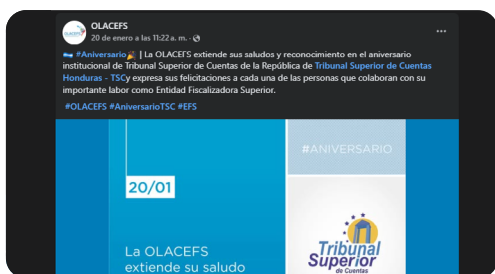 OLACEFS
20 de enero a las 11:22 a. m. ·
#Aniversario | La OLACEFS extiende sus saludos y reconocimiento en el aniversario
institucional de Tribunal Superior de Cuentas de la República de Tribunal Superior de Cuentas
Honduras - TSCy expresa sus felicitaciones a cada una de las personas que colaboran con su
importante labor como Entidad Fiscalizadora Superior.
#OLACEFS #AniversarioTSC #EFS
#ANIVERSARIO
20/01
La OLACEFS
extiende su saludo
Tribunal
Superior
de Cuentas